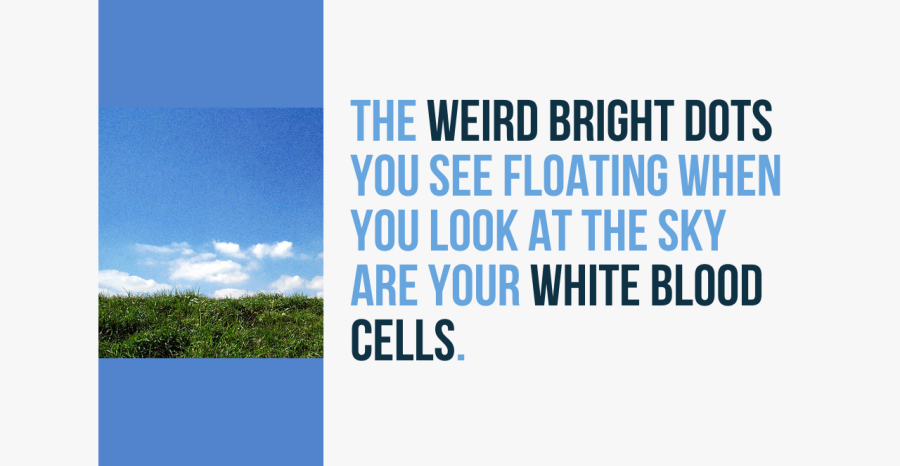 THE WEIRD BRIGHT DOTS
YOU SEE FLOATING WHEN
YOU LOOK AT THE SKY
ARE YOUR WHITE BLOOD
CELLS.